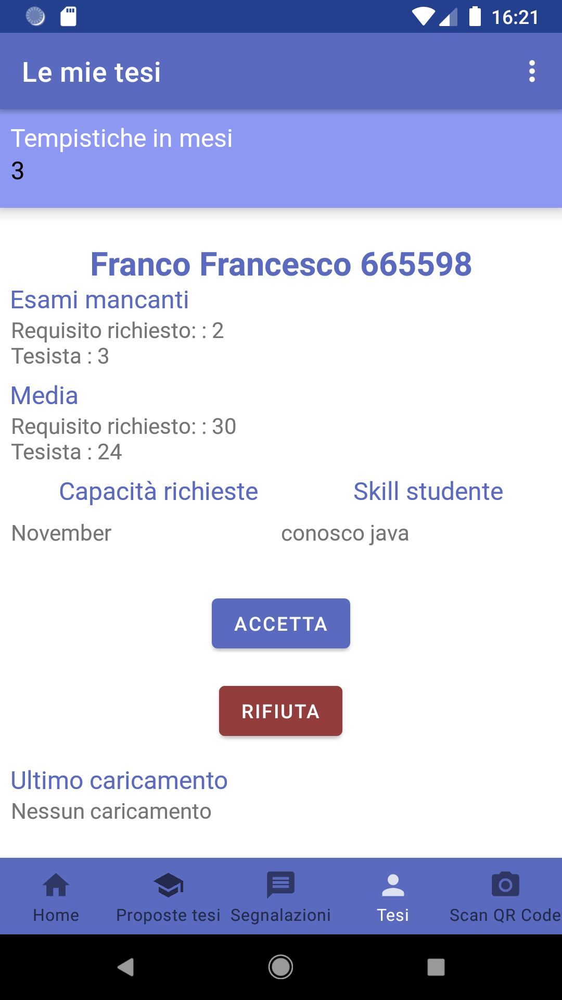 16:21
Le mie tesi
Tempistiche in mesi
3
Franco Francesco 665598
Esami mancanti
Requisito richiesto: : 2
Tesista : 3
Media
Requisito richiesto: : 30
Tesista : 24
Capacità richieste Skill studente
November conosco java
ACCETTA
RIFIUTA
Ultimo caricamento
Nessun caricamento
Home Proposte tesi Segnalazioni Tesi Scan QR Code